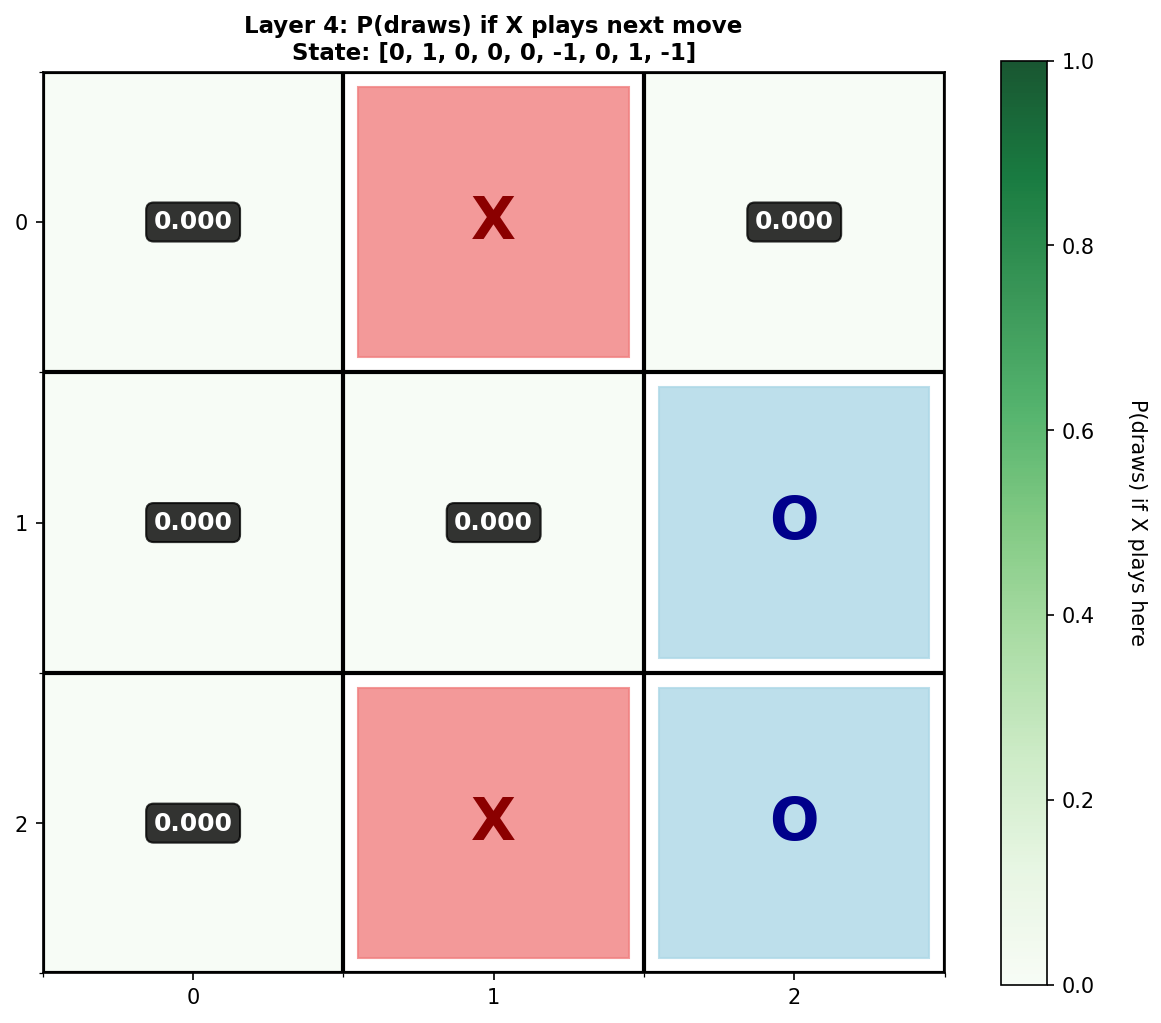 Layer 4: P(draws) if X plays next move
State: [0, 1, 0, 0, 0, -1, 0, 1, -1]
0
0.000
X
0.000
1
0.000
0.000
O
2
0.000
X
O
0
1
2
1.0
0.8
0.6
0.4
0.2
0.0
P(draws) if X plays here